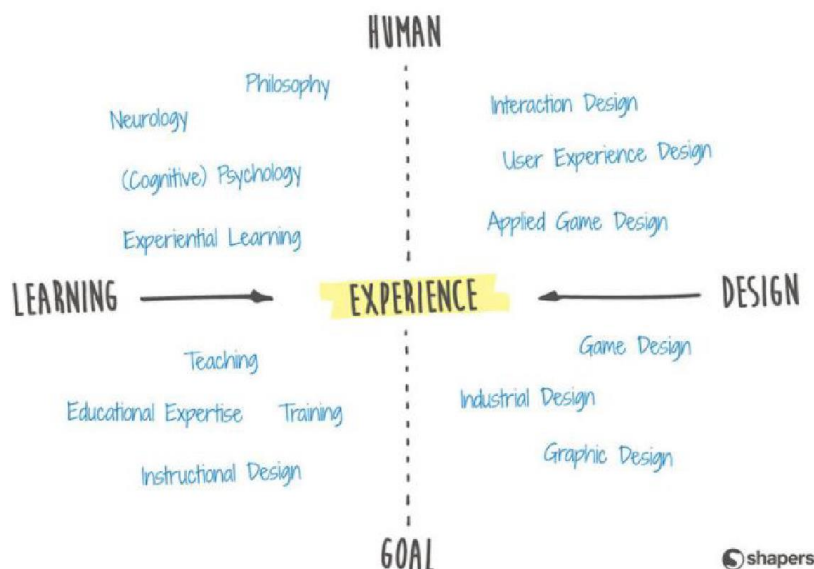 HUMAN
Philosophy
Interaction Design
Neurology
User Experience Design
(Cognitive) Psychology
Applied Game Design
Experiential Learning
LEARNING EXPERIENCE DESIGN
Game Design
Teaching
Industrial Design
Educational Expertise Training
Graphic Design
Instructional Design
GOAL
shapers